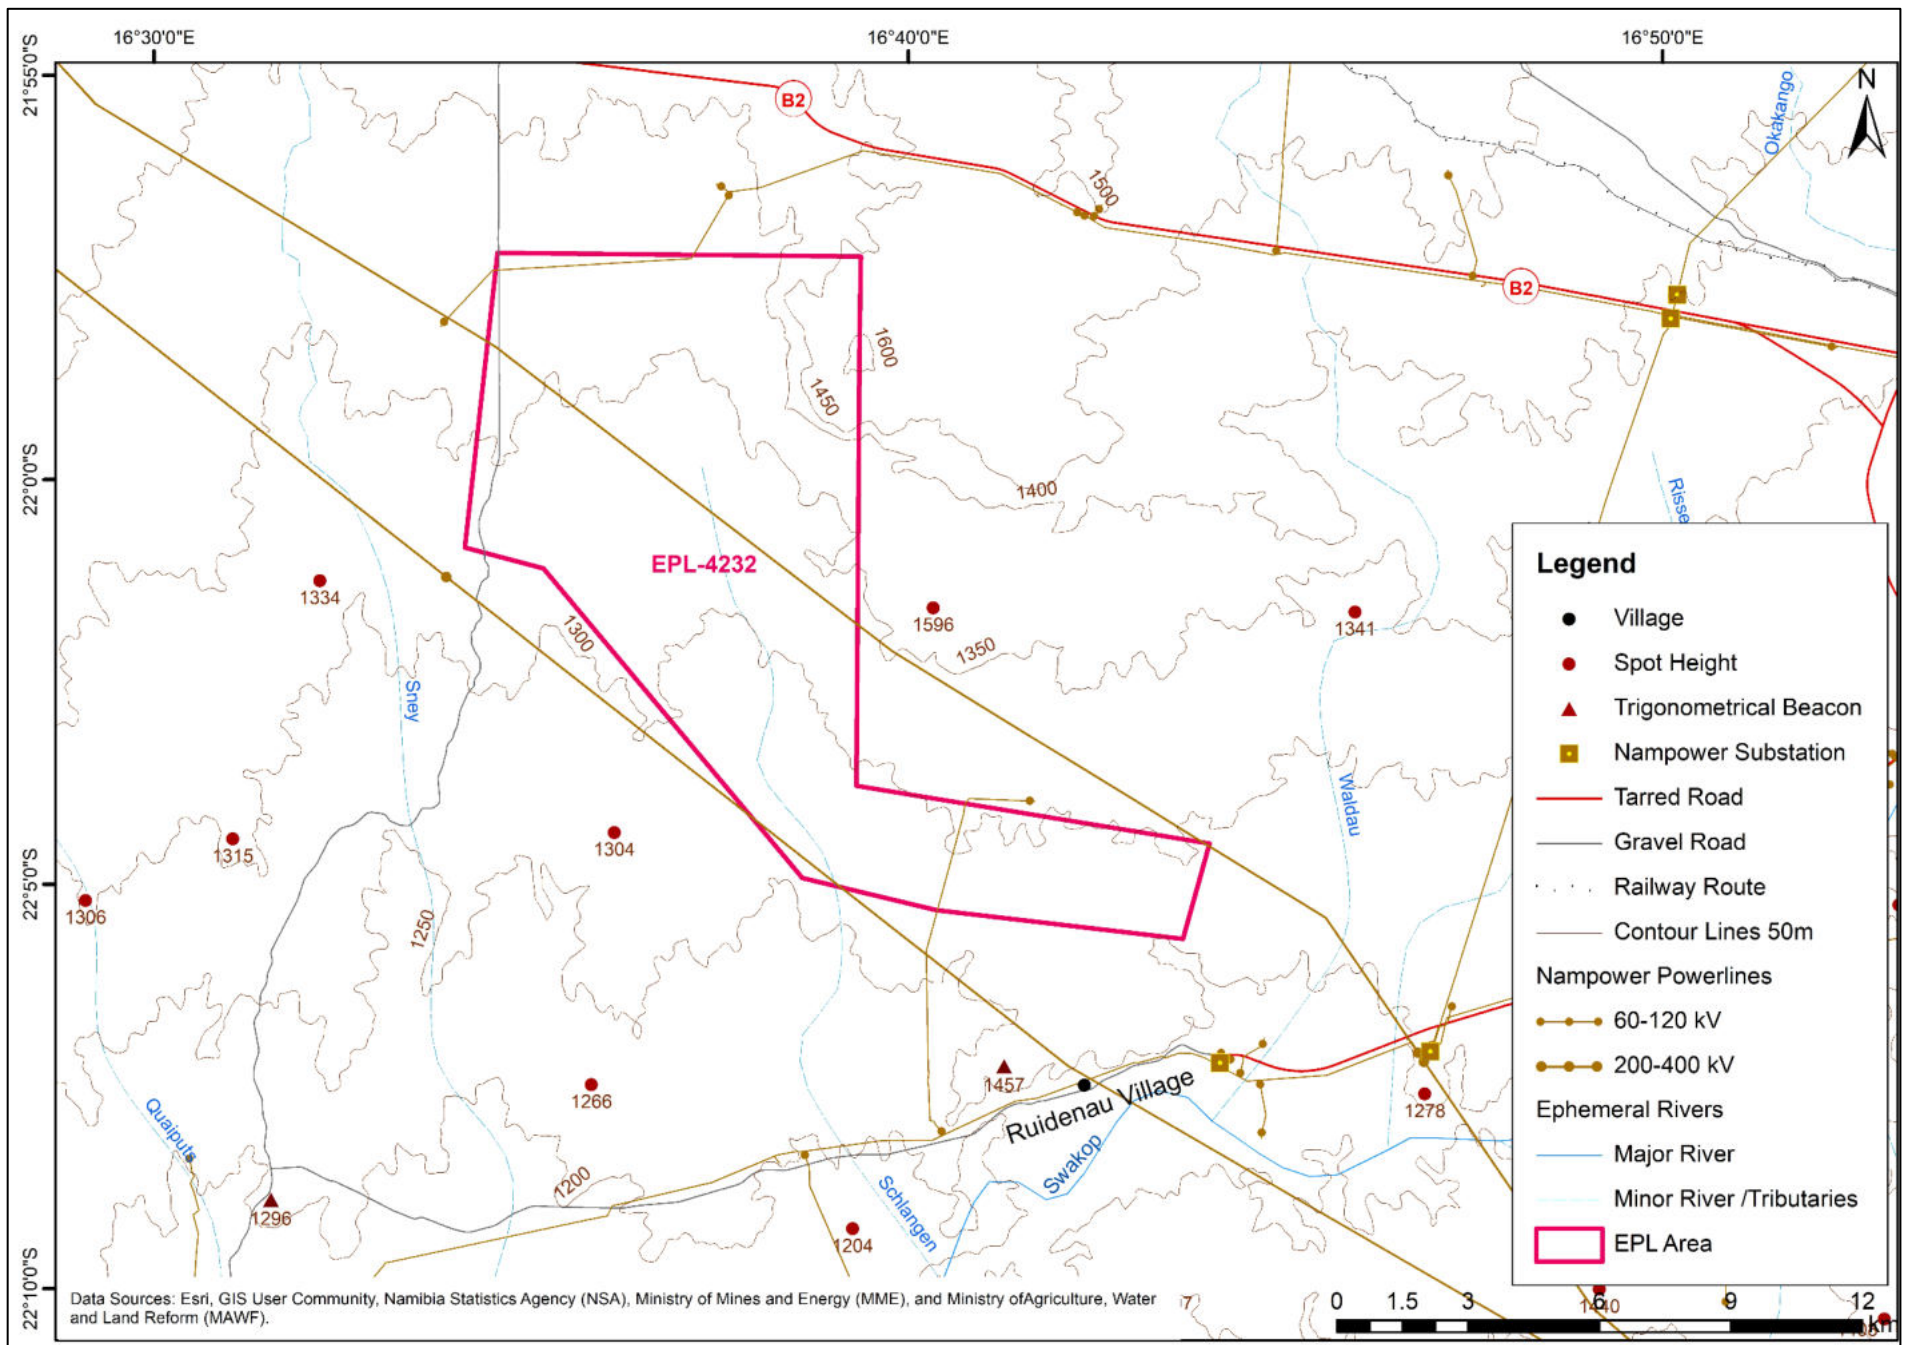 16°30'0"E
16°40'0"E
16°50'0"E
21°55'0"S
22°0'0"S
22°5'0"S
22°10'0"S
N
B2
Okakango
1500
B2
1600
1450
1400
Risse
EPL-4232
1334
1300
1596
1350
1341
Sney
Waldau
1315
1304
1306
1250
1457
1266
Ruidenau Village
1278
Quaiputs
Swakop
1200
Schlangen
1296
1204
Legend
Village
Spot Height
Trigonometrical Beacon
Nampower Substation
Tarred Road
Gravel Road
Railway Route
Contour Lines 50m
Nampower Powerlines
60-120 kV
200-400 kV
Ephemeral Rivers
Major River
Minor River /Tributaries
EPL Area
Data Sources: Esri, GIS User Community, Namibia Statistics Agency (NSA), Ministry of Mines and Energy (MME), and Ministry ofAgriculture, Water
and Land Reform (MAWF).
0 1.5 3 6 9 12
km